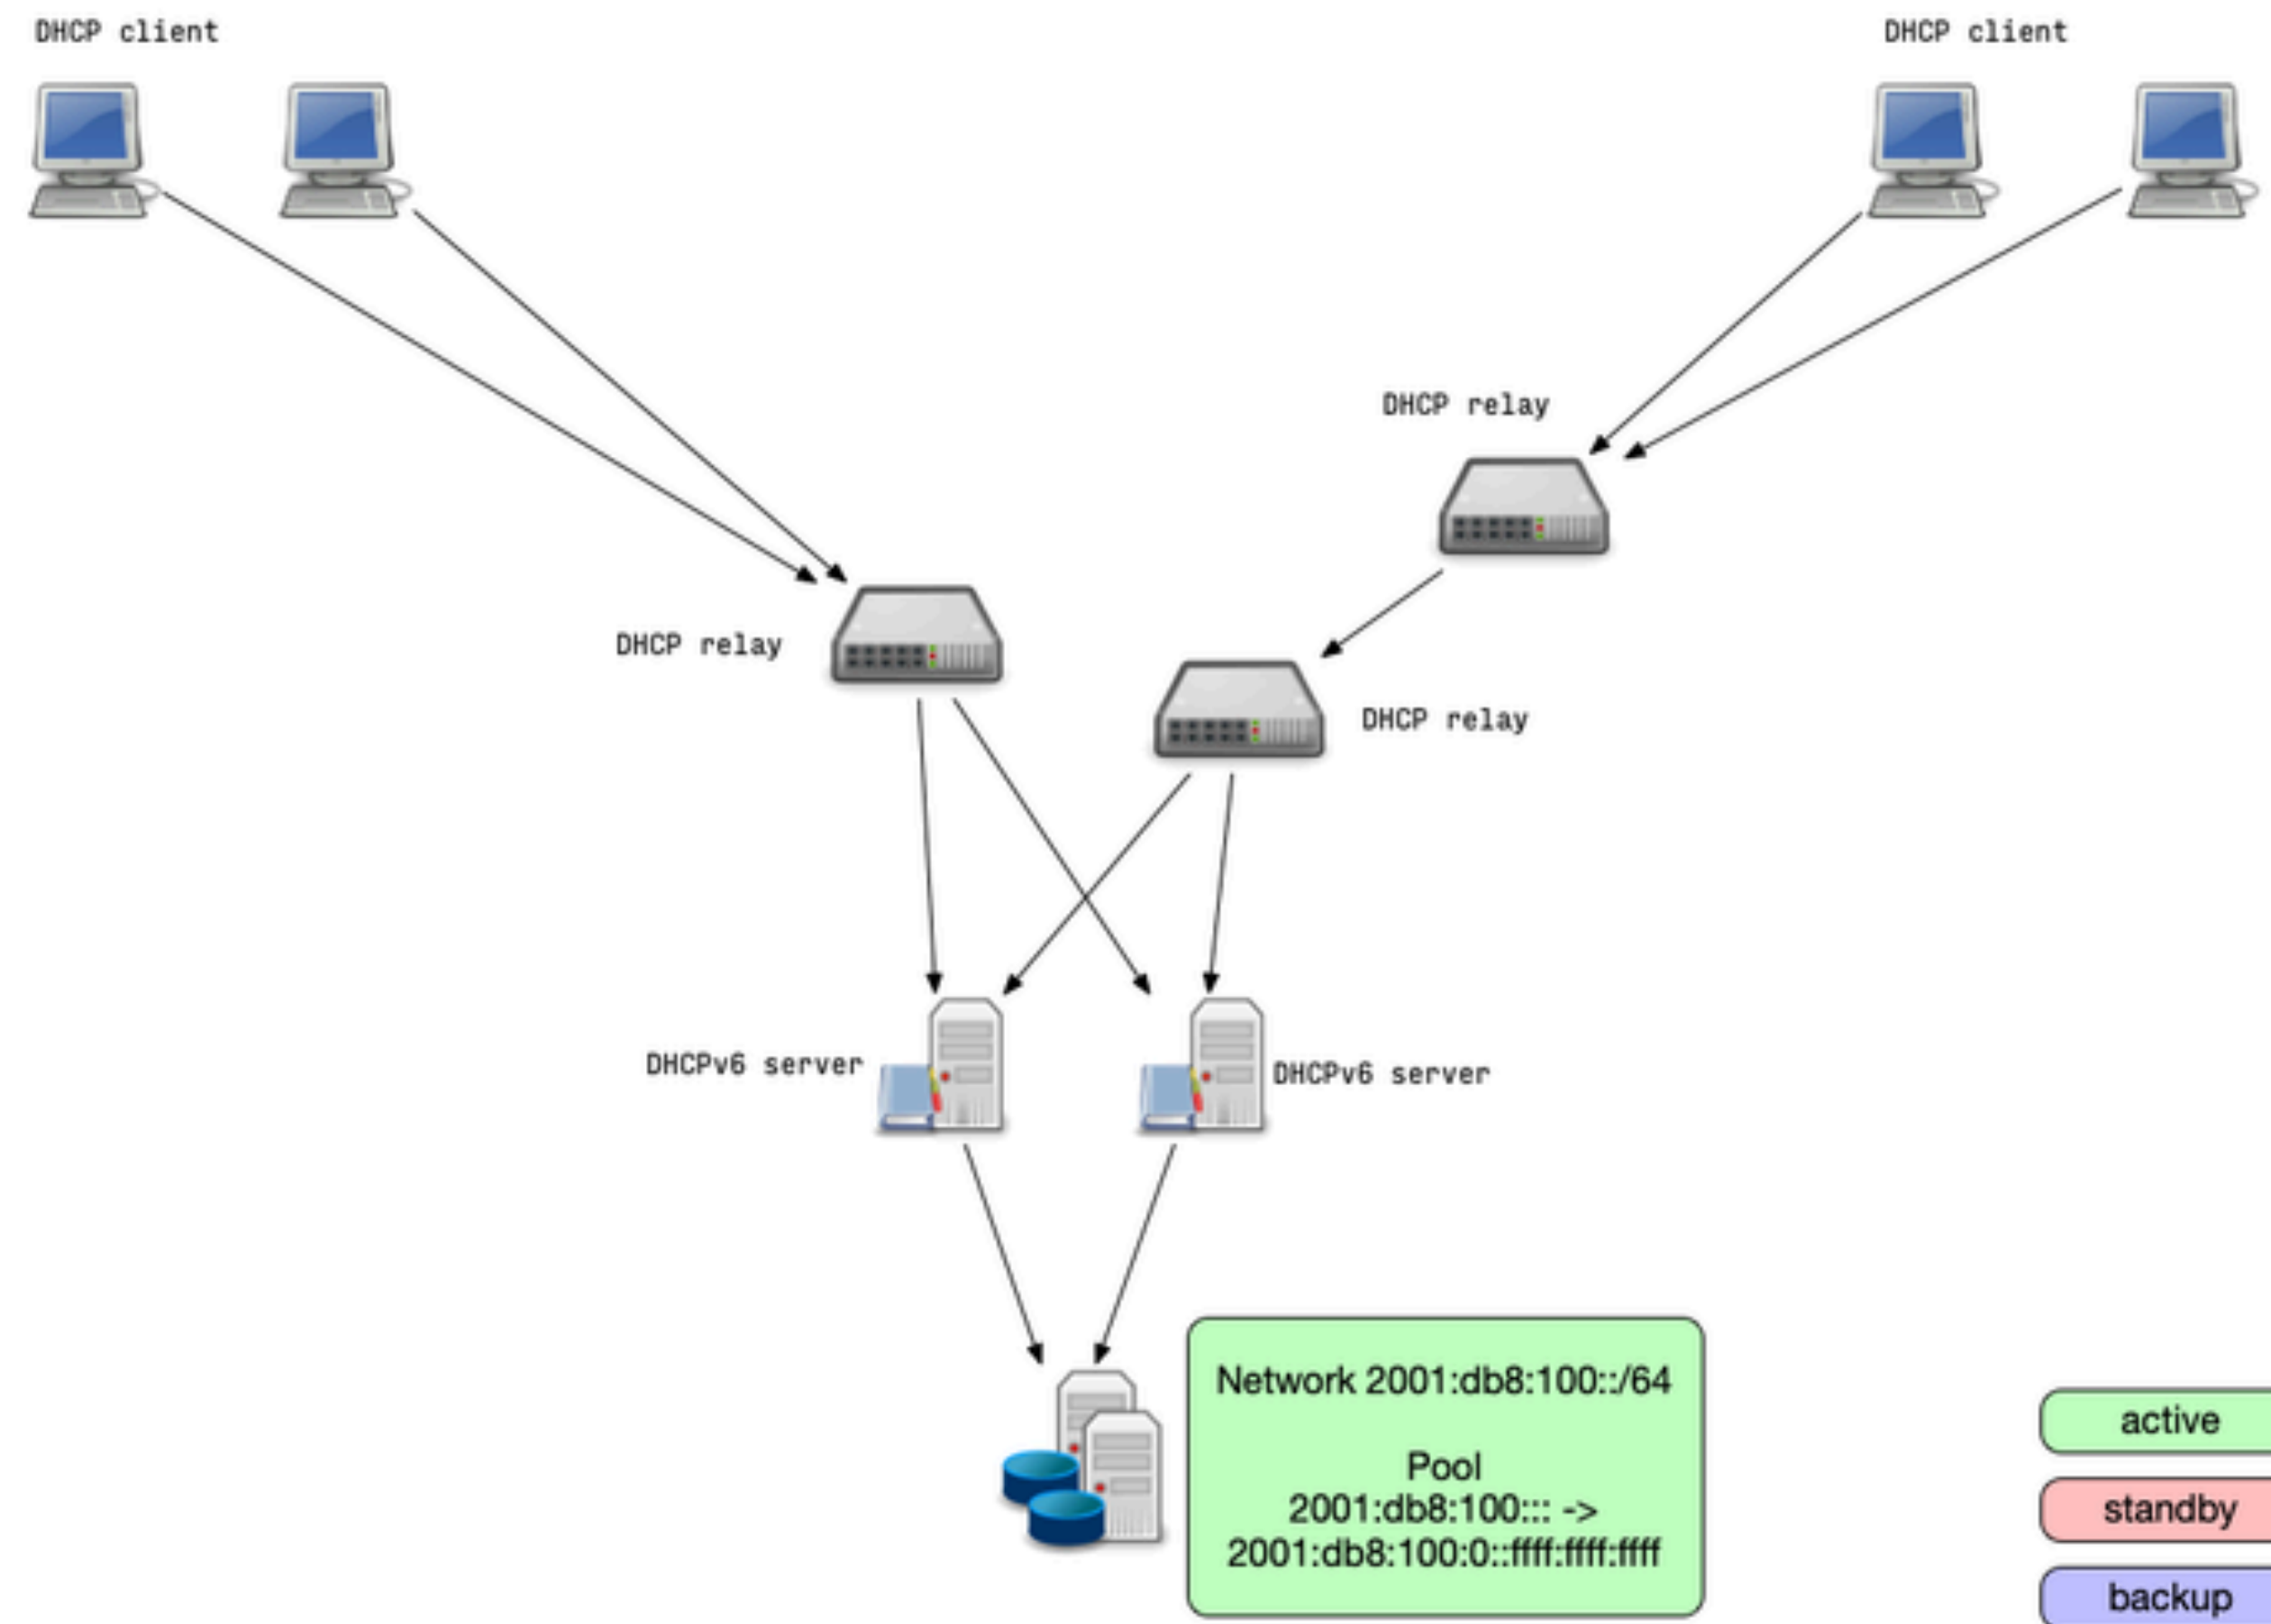 DHCP client
DHCP client
DHCP relay
DHCP relay
DHCP relay
DHCPv6 server
DHCPv6 server
Network 2001:db8:100::/64
Pool
2001:db8:100::: ->
2001:db8:100:0::ffff:ffff:ffff
active
standby
backup